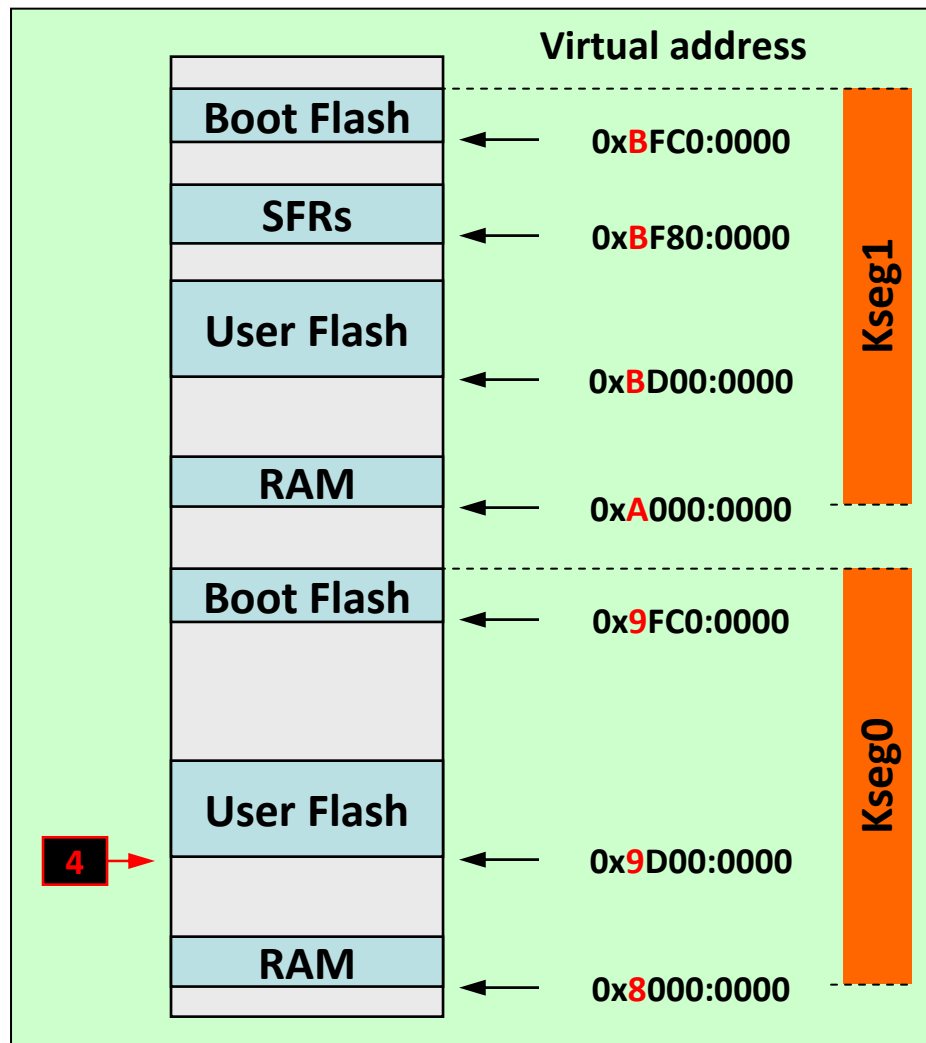 Virtual address
Boot Flash
0xBFC0:0000
SFRs
0xBF80:0000
Kseg1
User Flash
0xBD00:0000
RAM
0xA000:0000
Boot Flash
0x9FC0:0000
Kseg0
User Flash
4
0x9D00:0000
RAM
0x8000:0000